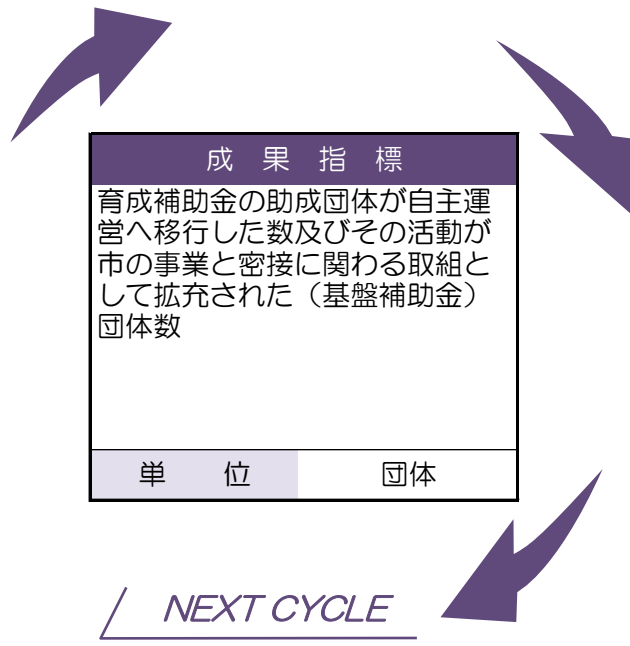 成果指標
育成補助金の助成団体が自主運
営へ移行した数及びその活動が
市の事業と密接に関わる取組と
して拡充された（基盤補助金）
団体数
単位 団体
NEXT CYCLE